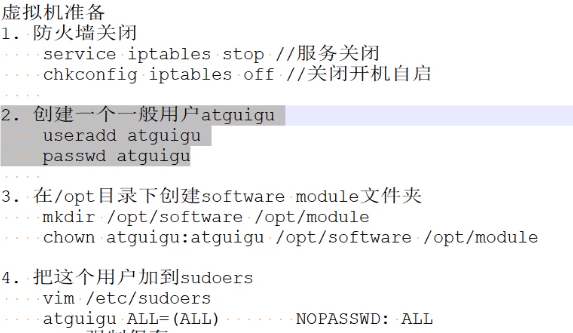 虚拟机准备
1. 防火墙关闭
service iptables stop //服务关闭
chkconfig iptables off //关闭开机自启
2. 创建一个一般用户atguigu
useradd atguigu
passwd atguigu
3. 在/opt目录下创建software module文件夹
mkdir /opt/software /opt/module
chown atguigu:atguigu /opt/software /opt/module
4. 把这个用户加到sudoers
vim /etc/sudoers
atguigu ALL=(ALL) NOPASSWD: ALL